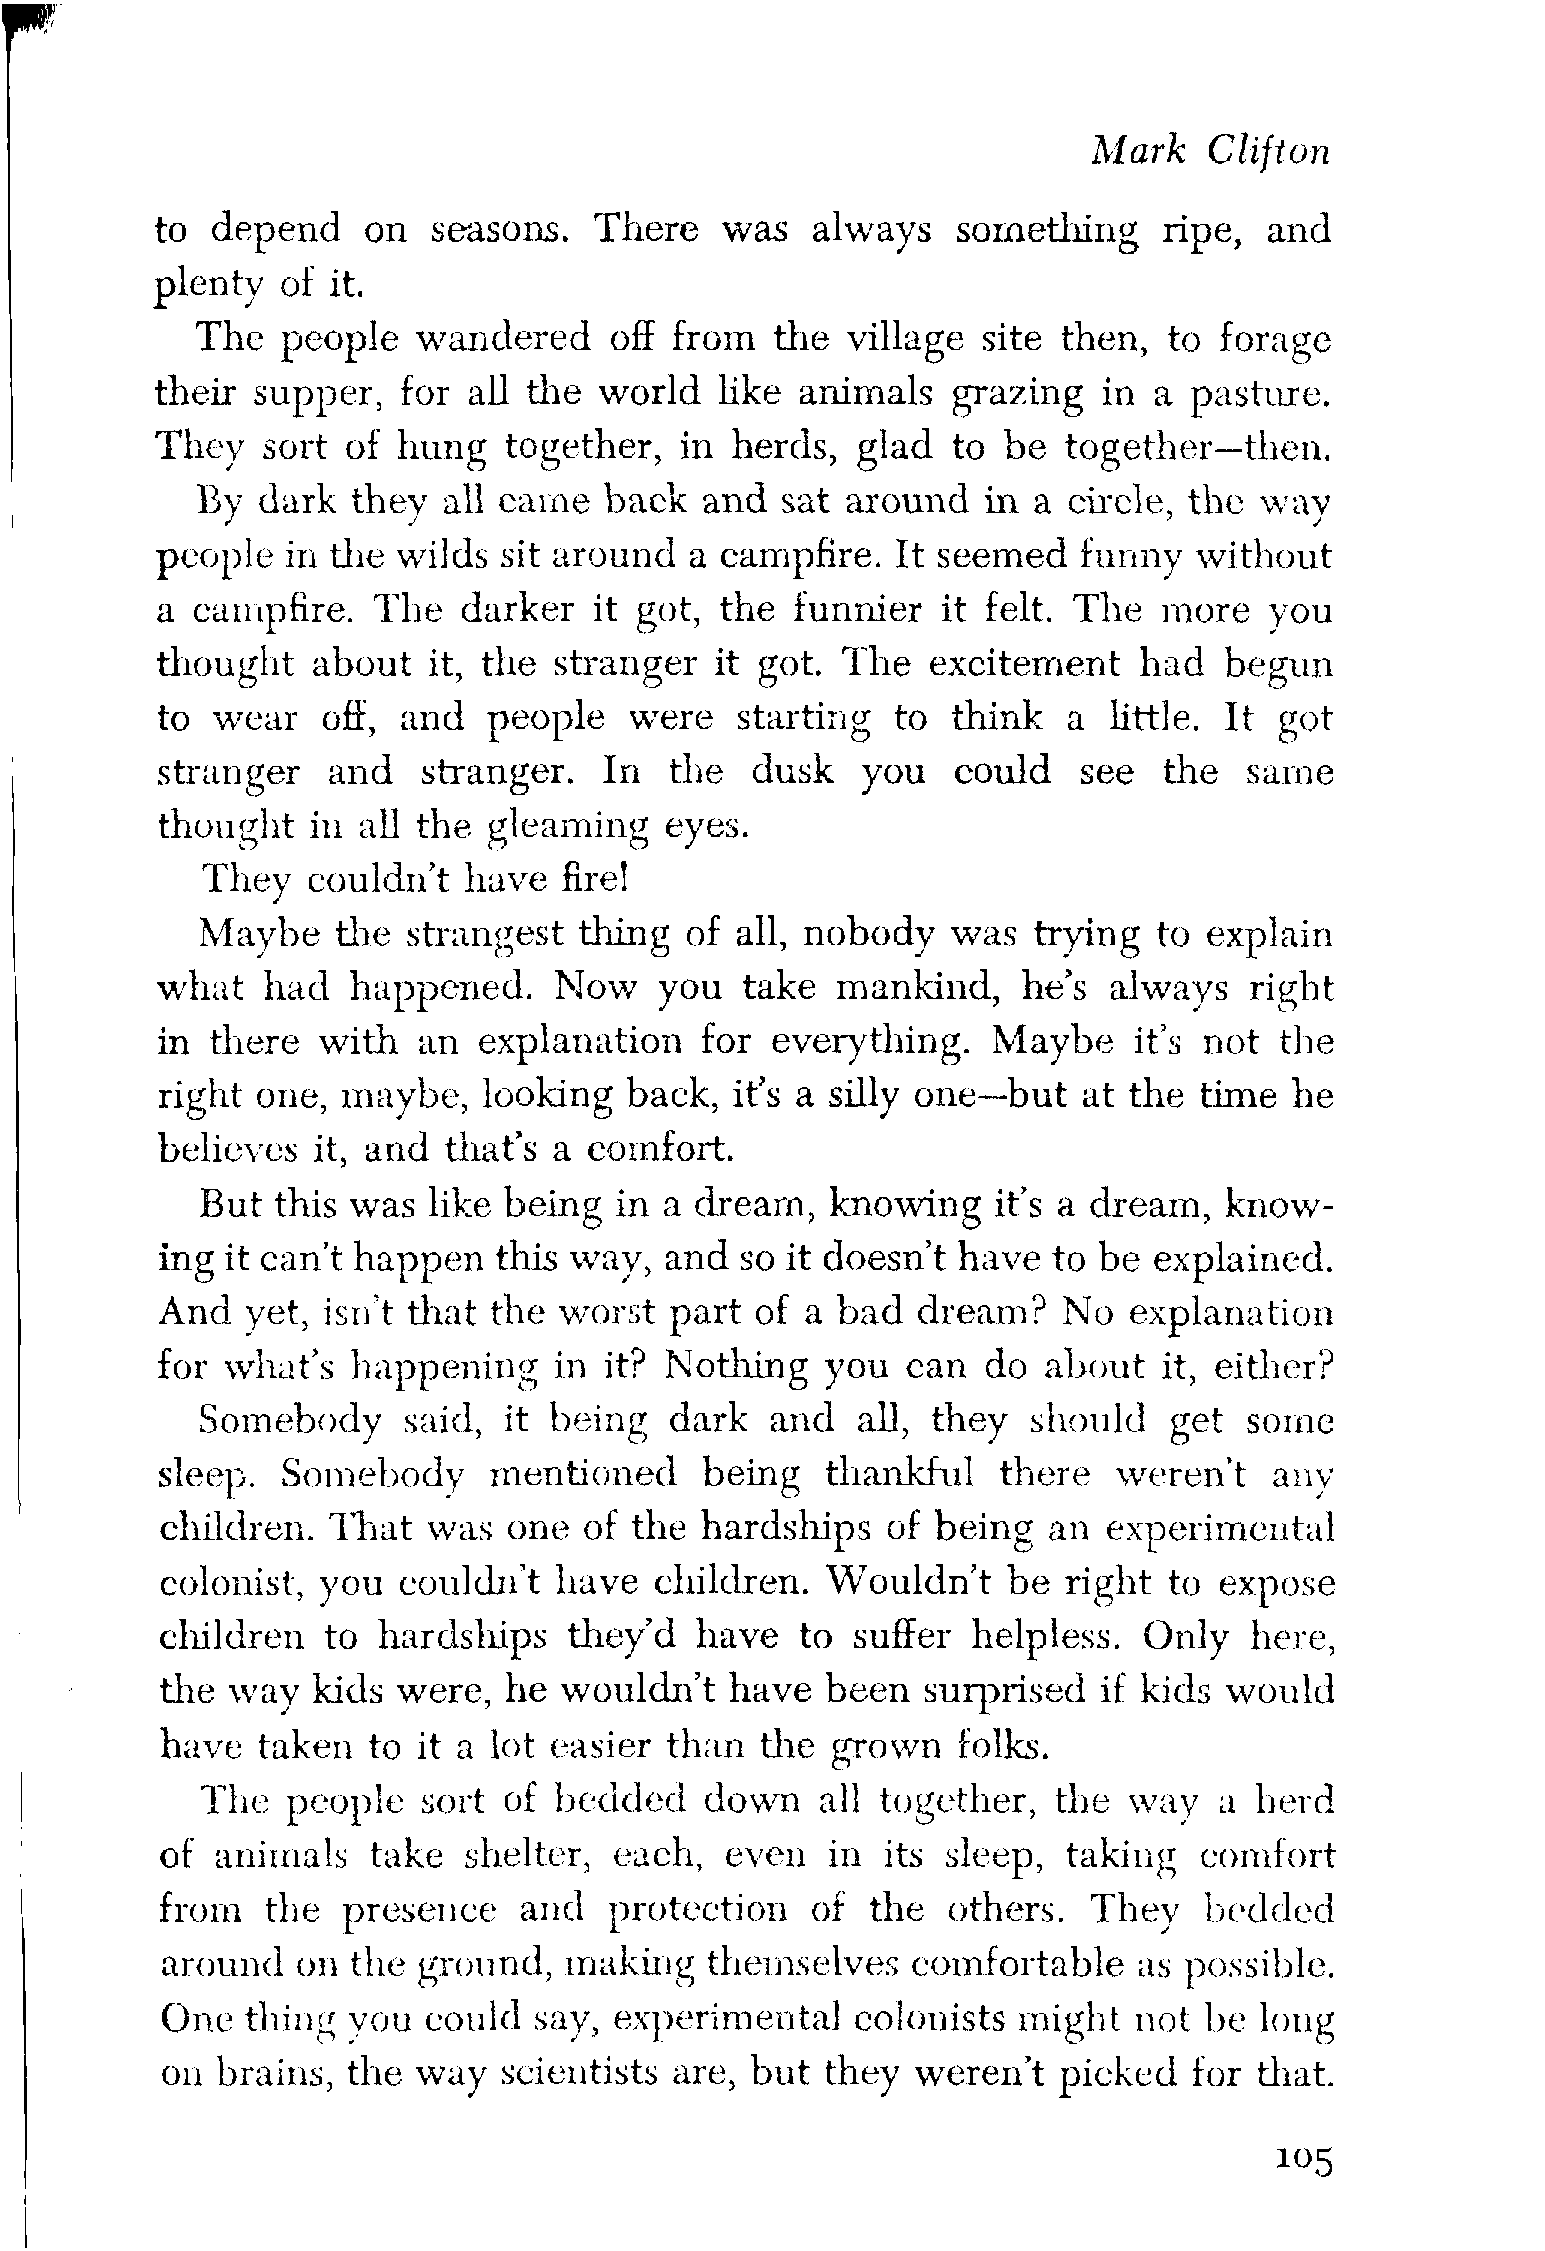 Mark Clifton
to depend on seasons. There was always something ripe, and
plenty of it.
The people wandered off from the village site then, to forage
their supper, for all the world like animals grazing in a pasture.
They sort of hung together, in herds, glad to be together—then.
By dark they all came back and sat around in a circle, the way
people in the wilds sit around a campfire. It seemed funny without
a campfire. The darker it got, the funnier it felt. The more you
thought about it, the stranger it got. The excitement had begun
to wear off, and people were starting to think a little. It got
stranger and stranger. In the dusk you could see the same
thought in all the gleaming eyes.
They couldn't have fire!
Maybe the strangest thing of all, nobody was trying to explain
what had happened. Now you take mankind, he's always right
in there with an explanation for everything. Maybe it's not the
right one, maybe, looking back, it's a silly one—but at the time he
believes it, and that's a comfort.
But this was like being in a dream, knowing it's a dream, know-
ing it can't happen this way, and so it doesn't have to be explained.
And yet, isn't that the worst part of a bad dream? No explanation
for what's happening in it? Nothing you can do about it, either?
Somebody said, it being dark and all, they should get some
sleep. Somebody mentioned being thankful there weren't any
children. That was one of the hardships of being an experimental
colonist, you couldn't have children. Wouldn't be right to expose
children to hardships they'd have to suffer helpless. Only here,
the way kids were, he wouldn't have been surprised if kids would
have taken to it a lot easier than the grown folks.
The people sort of bedded down all together, the way a herd
of animals take shelter, each, even in its sleep, taking comfort
from the presence and protection of the others. They bedded
around on the ground, making themselves comfortable as possible.
One thing you could say, experimental colonists might not be long
on brains, the way scientists are, but they weren't picked for that.
105